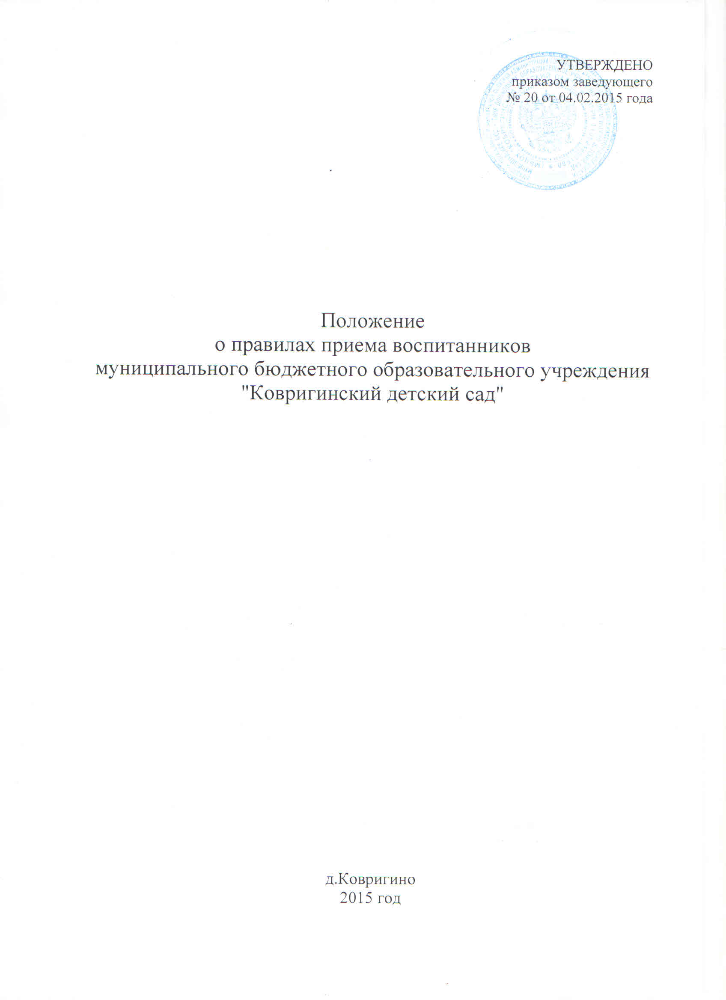 УТВЕРЖДЕНО
приказом заведующего
№ 20 от 04.02.2015 года
Положение
о правилах приема воспитанников
муниципального бюджетного образовательного учреждения
"Ковригинский детский сад"
д.Ковригино
2015 год